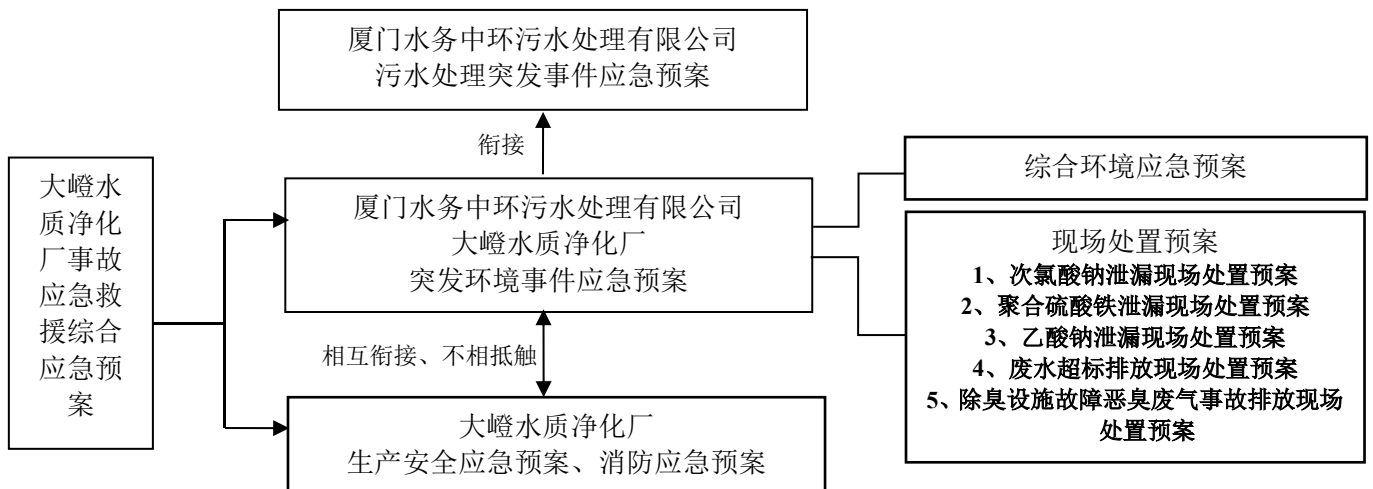 厦门水务中环污水处理有限公司
污水处理突发事件应急预案
衔接
大嶝水
质净化
厂事故
应急救
援综合
应急预
案
厦门水务中环污水处理有限公司
大嶝水质净化厂
突发环境事件应急预案
相互衔接、不相抵触
大嶝水质净化厂
生产安全应急预案、消防应急预案
综合环境应急预案
现场处置预案
1、次氯酸钠泄漏现场处置预案
2、聚合硫酸铁泄漏现场处置预案
3、乙酸钠泄漏现场处置预案
4、废水超标排放现场处置预案
5、除臭设施故障恶臭废气事故排放现场
处置预案